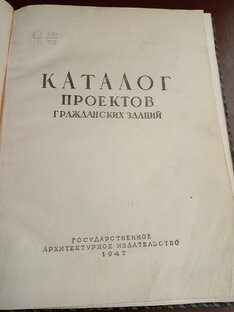 КАТАЛОГ
ПРОЕКТОВ
ГРАЖДАНСКИХ ЗДАНИЙ
ГОСУДАРСТВЕННОЕ
АРХИТЕКТУРНОЕ ИЗДАТЕЛЬСТВО
1947